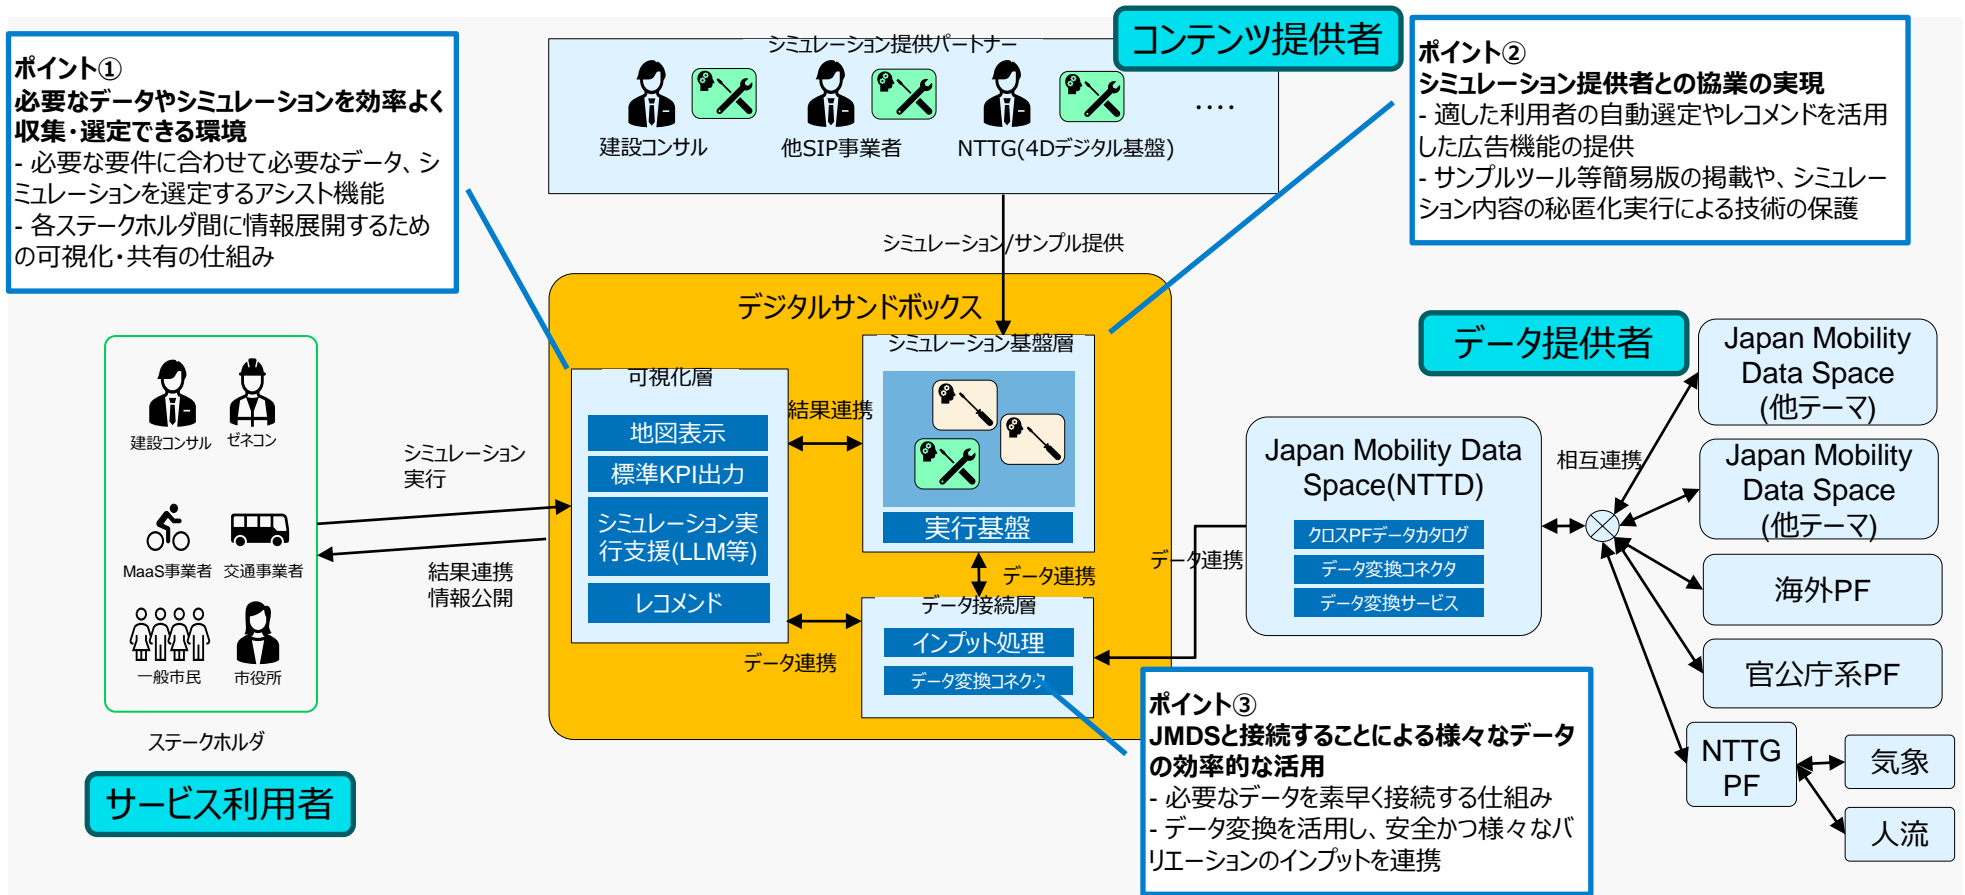 ポイント①
必要なデータやシミュレーションを効率よく
収集・選定できる環境
- 必要な要件に合わせて必要なデータ、シ
ミュレーションを選定するアシスト機能
- 各ステークホルダ間に情報展開するため
の可視化・共有の仕組み
シミュレーション提供パートナー
建設コンサル
他SIP事業者
NTTG(4Dデジタル基盤)
‥‥
コンテンツ提供者
ポイント②
シミュレーション提供者との協業の実現
- 適した利用者の自動選定やレコメンドを活用
した広告機能の提供
- サンプルツール等簡易版の掲載や、シミュレー
ション内容の秘匿化実行による技術の保護
シミュレーション/サンプル提供
デジタルサンドボックス
可視化層
地図表示
標準KPI出力
シミュレーション実
行支援(LLM等)
レコメンド
結果連携
シミュレーション基盤層
実行基盤
データ連携
データ連携
データ接続層
インプット処理
データ変換コネクタ
建設コンサル
ゼネコン
MaaS事業者
交通事業者
一般市民
市役所
ステークホルダ
サービス利用者
シミュレーション
実行
結果連携
情報公開
データ連携
Japan Mobility Data
Space(NTTD)
クロスPFデータカタログ
データ変換コネクタ
データ変換サービス
データ提供者
相互連携
Japan Mobility
Data Space
(他テーマ)
Japan Mobility
Data Space
(他テーマ)
海外PF
官公庁系PF
NTTG
PF
気象
人流
ポイント③
JMDSと接続することによる様々なデータ
の効率的な活用
- 必要なデータを素早く接続する仕組み
- データ変換を活用し、安全かつ様々なバ
リエーションのインプットを連携